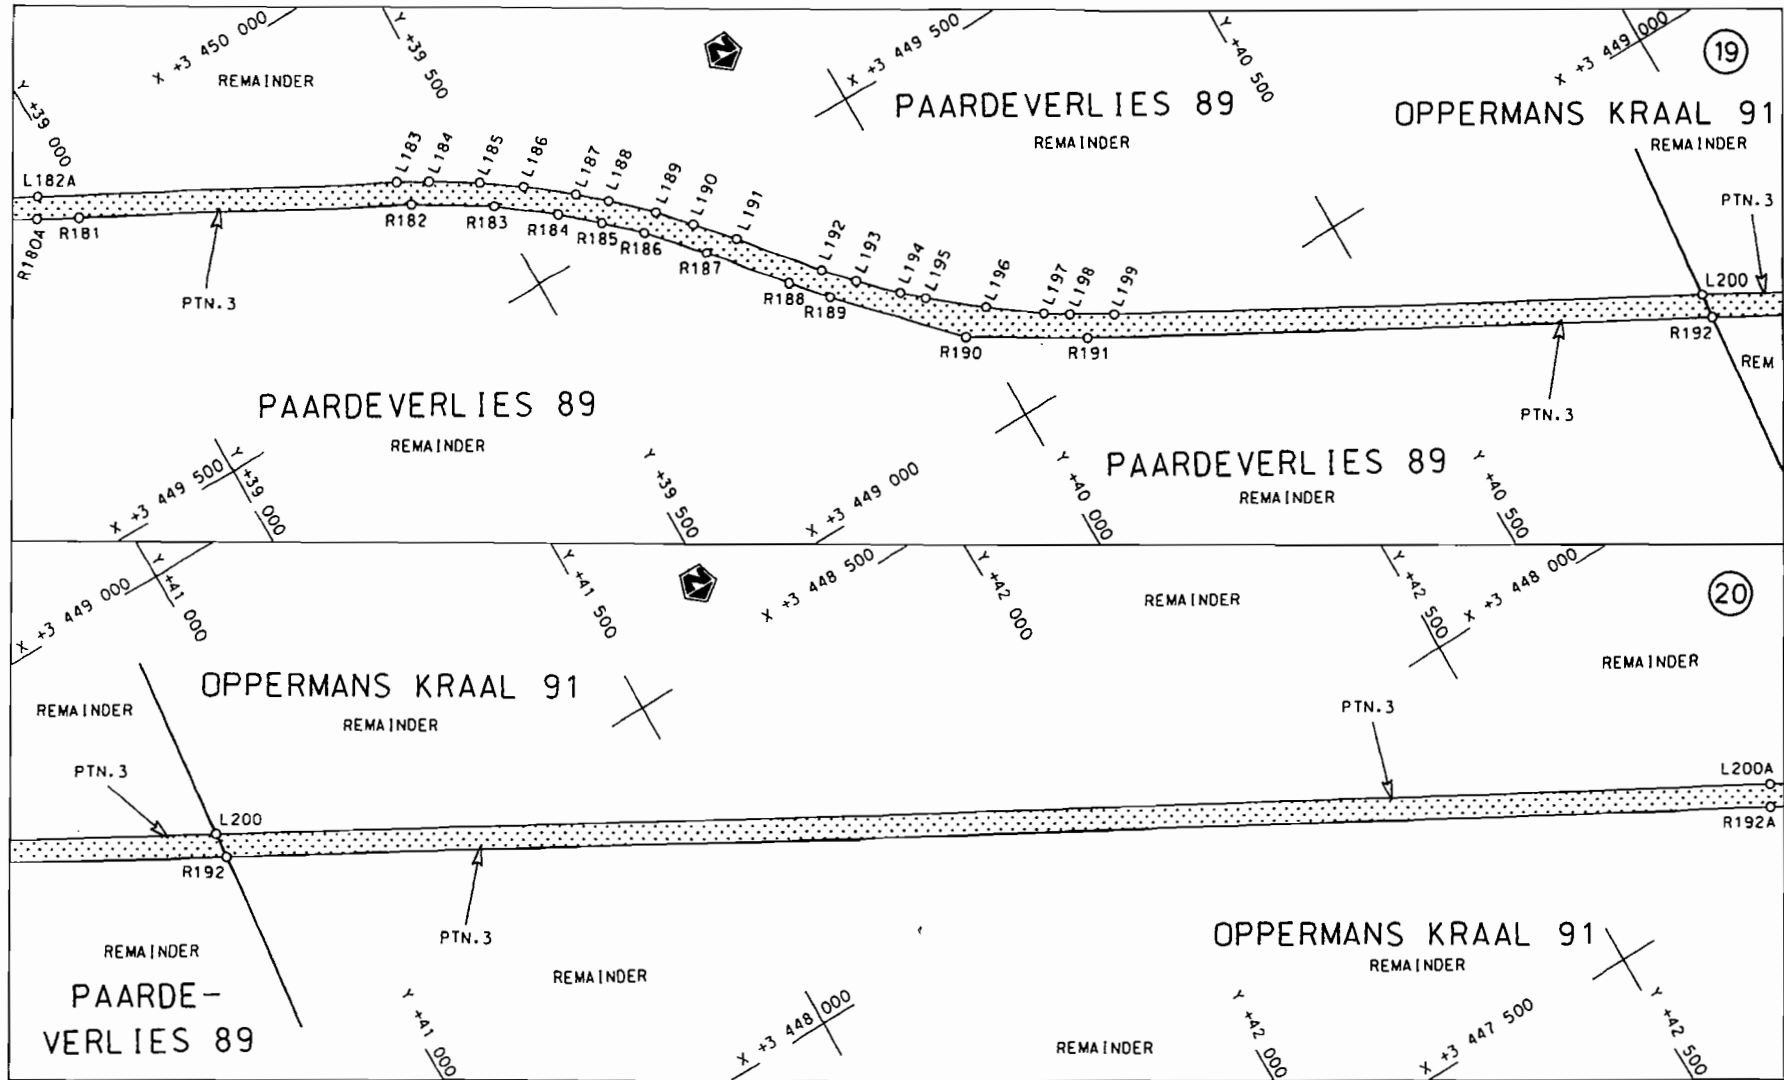 X +3 450 000
Y +39 500
X +3 449 500
Y +40 500
X +3 449 000
19
REMAINDER
Y +39 000
PAARDEVERLIES 89
REMAINDER
OPPERMANS KRAAL 91
REMAINDER
L182A
L183
L184
L185
L186
L187
L188
L189
L190
L191
L192
L193
L194
L195
L196
L197
L198
L199
L200
PTN.3
R180A
R181
R182
R183
R184
R185
R186
R187
R188
R189
R190
R191
R192
REM
PTN.3
PTN.3
PAARDEVERLIES 89
REMAINDER
PAARDEVERLIES 89
REMAINDER
X +3 449 500
Y +39 000
Y +39 500
X +3 449 000
Y +40 000
Y +40 500
N
N
X +3 449 000
Y +41 000
Y +41 500
X +3 448 500
Y +42 000
REMAINDER
Y +42 500
X +3 448 000
20
REMAINDER
OPPERMANS KRAAL 91
REMAINDER
REMAINDER
PTN.3
PTN.3
L200
L200A
R192
R192A
PTN.3
REMAINDER
PAARDE-
VERLIES 89
REMAINDER
OPPERMANS KRAAL 91
REMAINDER
Y +41 000
X +3 448 000
REMAINDER
Y +42 000
X +3 447 500
Y +42 500